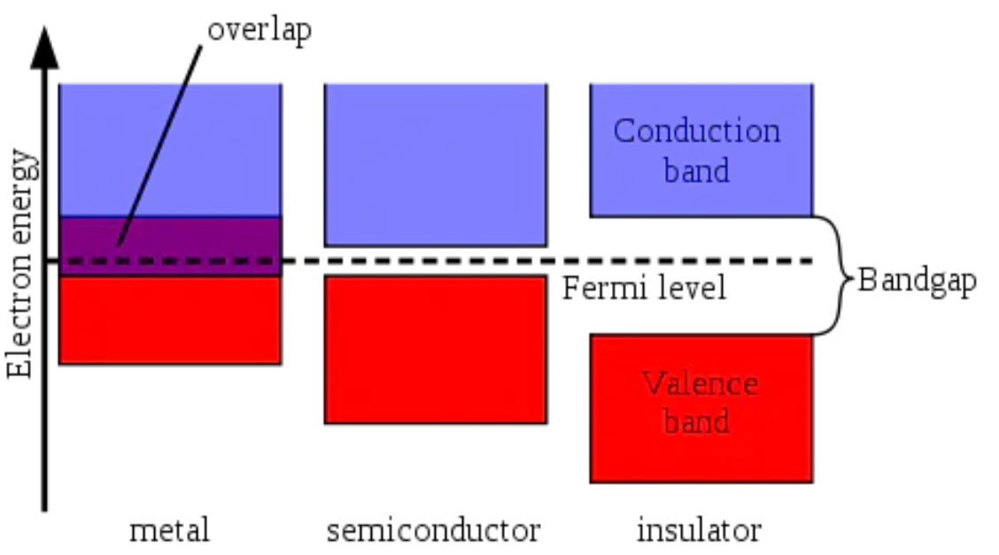 overlap
Electron energy
Conduction
band
Fermi level
Bandgap
Valence
band
metal
semiconductor
insulator